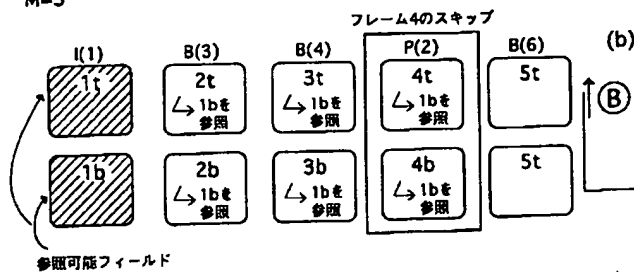 M=3
フレーム4のスキップ
I(1) B(3) B(4) P(2) B(6) (b)
1t 2t 3t 4t 5t
↳1bを 参照 ↳1bを 参照 ↳1bを 参照
B
1b 2b 3b 4b 5t
↳1bを 参照 ↳1bを 参照 ↳1bを 参照
参照可能フィールド